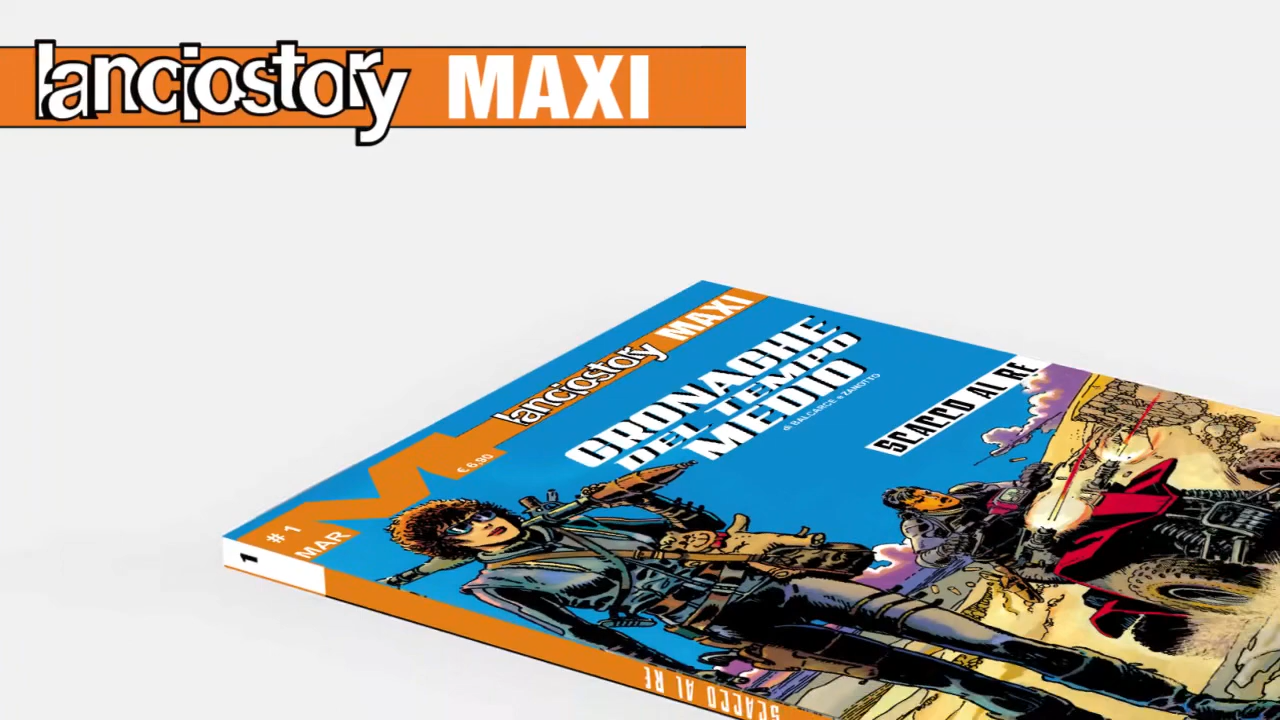 lanciostory MAXI
lanciostory MAXI
CRONAGHE
DEL TEMPO
MEDIO
di BALCARCE e ZANOTTO
SCACCO AL RE
M
€ 6,90
# 1
MAR
1
SCACCO AL RE